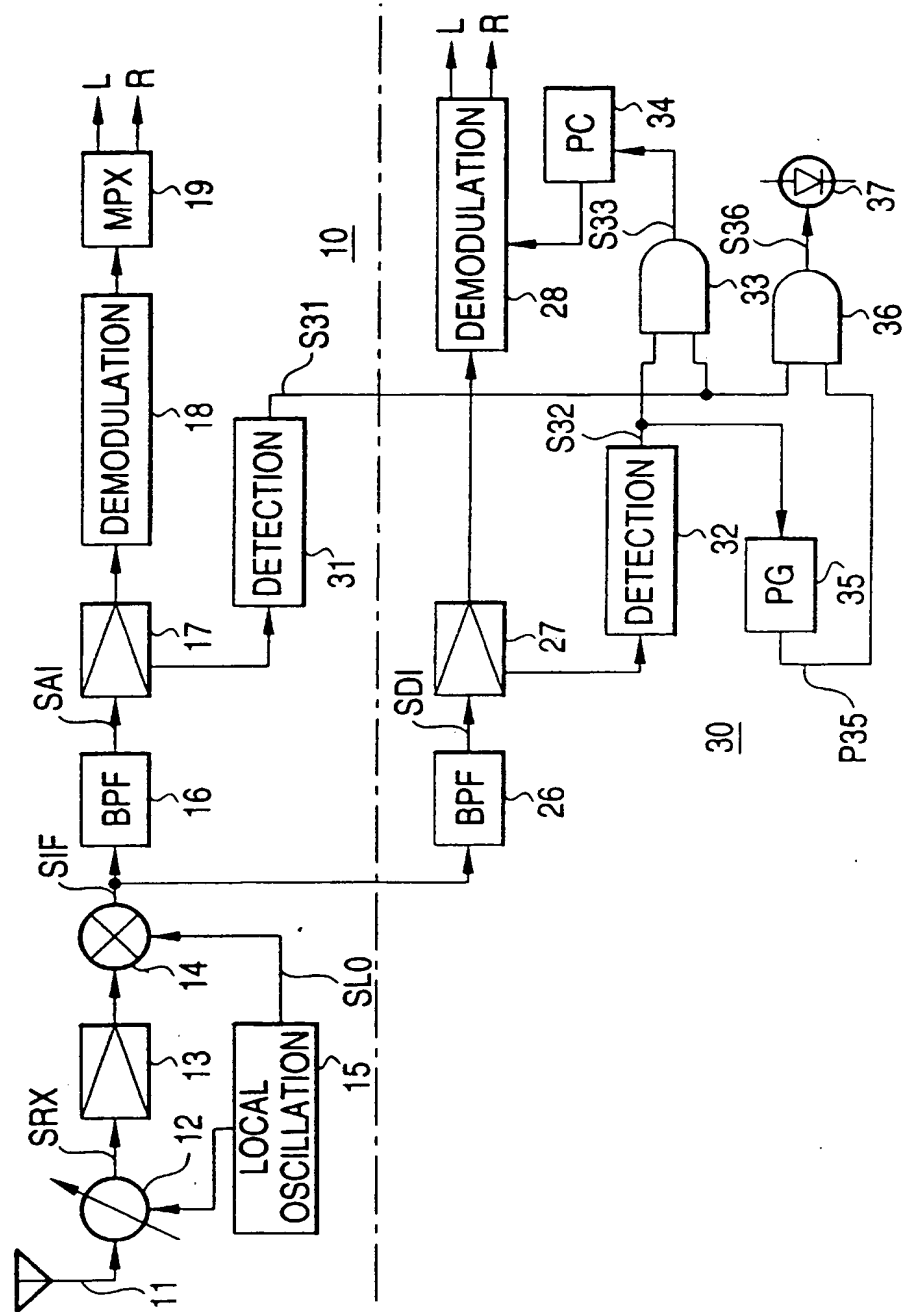 11
12
SRX
13
14
SIF
LOCAL
OSCILLATION
15
SLO
BPF
16
SAI
17
DEMODULATION
18
MPX
19
L
R
DETECTION
31
S31
10
BPF
26
SDI
27
DEMODULATION
28
L
R
PC
34
S33
33
DETECTION
32
S32
PG
35
P35
30
S36
36
37